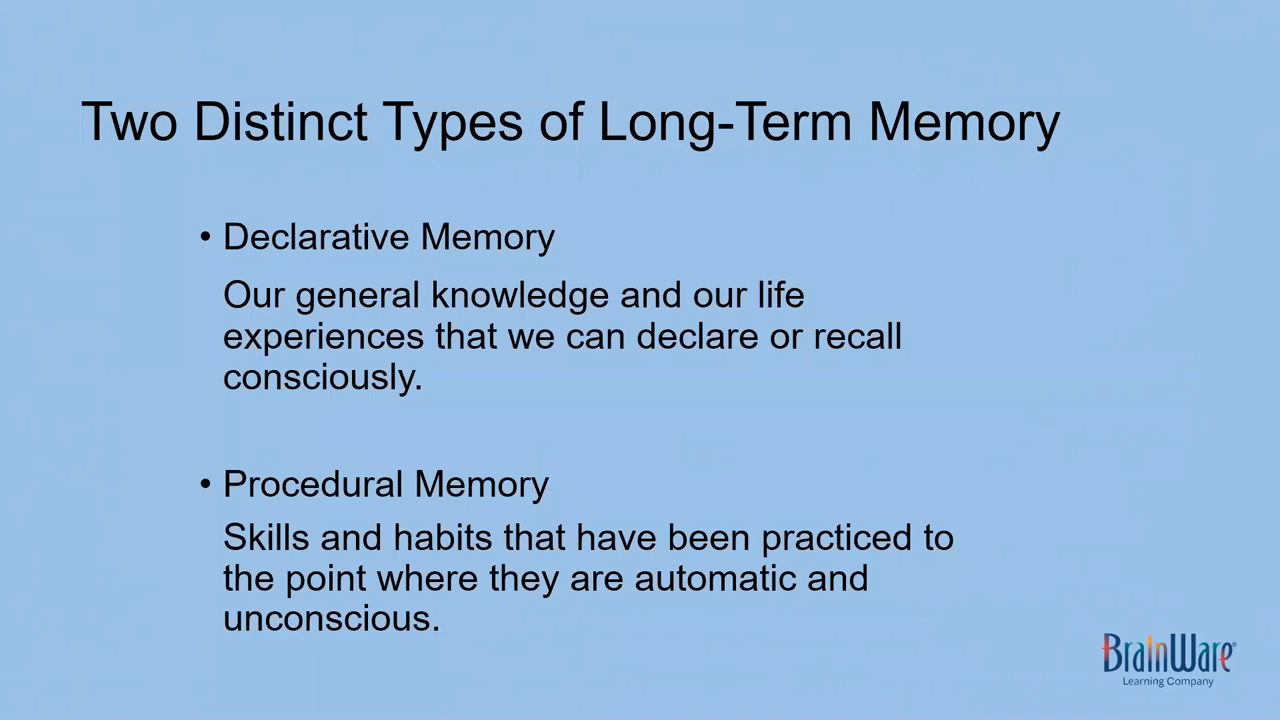 Two Distinct Types of Long-Term Memory
• Declarative Memory
Our general knowledge and our life
experiences that we can declare or recall
consciously.
• Procedural Memory
Skills and habits that have been practiced to
the point where they are automatic and
unconscious.
BrainWare®
Learning Company